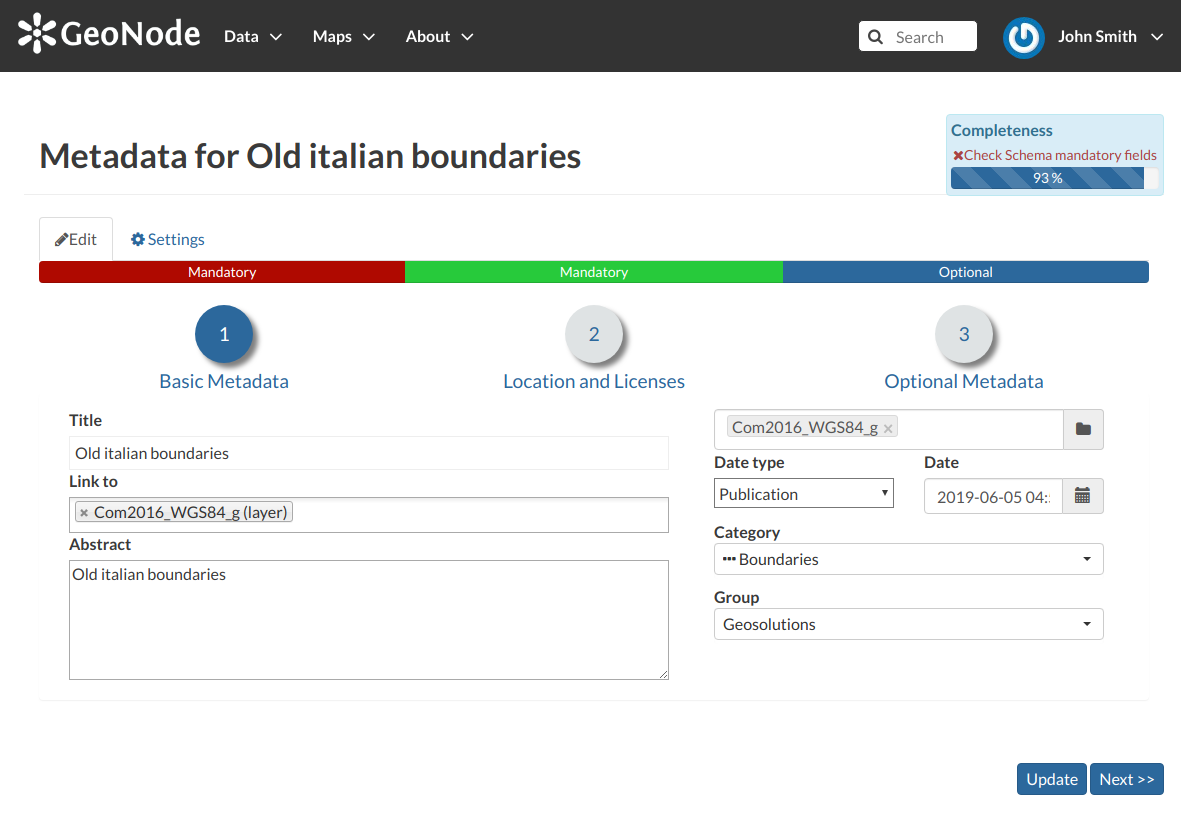 GeoNode Data Maps About Search John Smith
Completeness
Metadata for Old italian boundaries
Check Schema mandatory fields
93 %
Edit Settings
Mandatory Mandatory Optional
1 2 3
Basic Metadata Location and Licenses Optional Metadata
Title
Old italian boundaries
Link to
× Com2016_WGS84_g (layer)
Abstract
Old italian boundaries
Com2016_WGS84_g ×
Date type Date
Publication 2019-06-05 04:
Category
Boundaries
Group
Geosolutions
Update Next >>